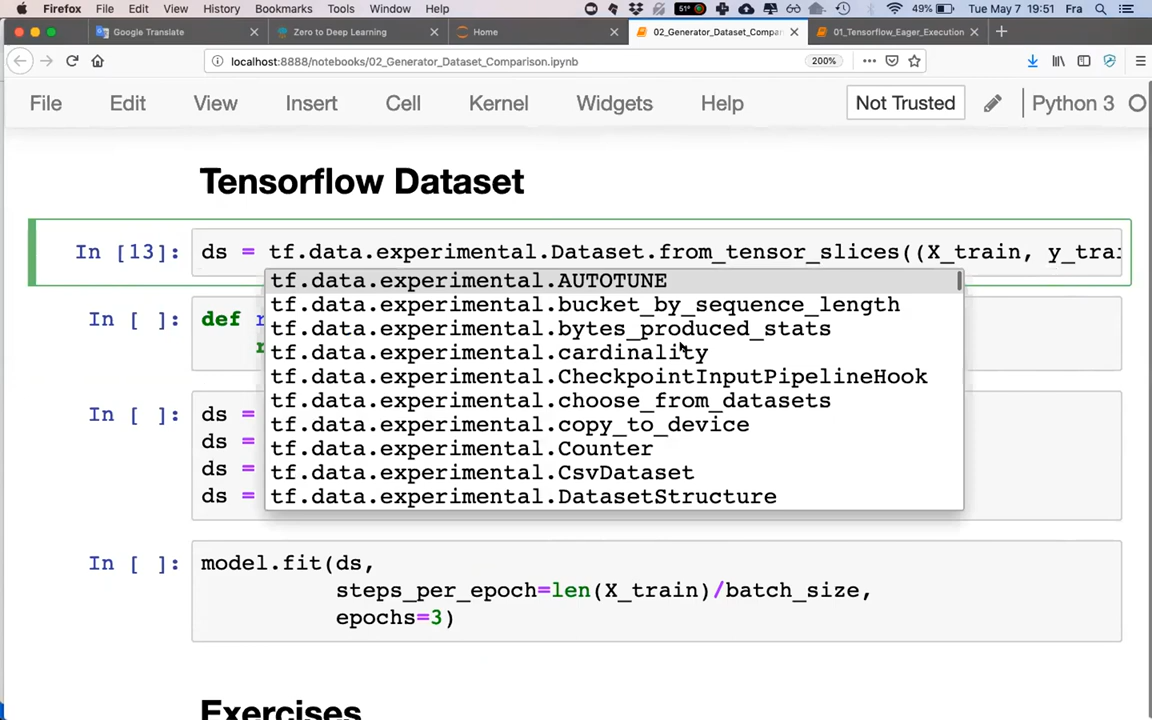 Firefox File Edit View History Bookmarks Tools Window Help 51° 49% Tue May 7 19:51 Fra
Google Translate Zero to Deep Learning Home 02_Generator_Dataset_Compar 01_Tensorflow_Eager_Execution
localhost:8888/notebooks/02_Generator_Dataset_Comparison.ipynb 200%
File Edit View Insert Cell Kernel Widgets Help Not Trusted Python 3
Tensorflow Dataset
In [13]: ds = tf.data.experimental.Dataset.from_tensor_slices((X_train, y_trai
tf.data.experimental.AUTOTUNE
tf.data.experimental.bucket_by_sequence_length
In [ ]: def r
tf.data.experimental.bytes_produced_stats
r
tf.data.experimental.cardinality
tf.data.experimental.CheckpointInputPipelineHook
tf.data.experimental.choose_from_datasets
In [ ]: ds =
tf.data.experimental.copy_to_device
ds =
tf.data.experimental.Counter
ds =
tf.data.experimental.CsvDataset
ds =
tf.data.experimental.DatasetStructure
In [ ]: model.fit(ds,
steps_per_epoch=len(X_train)/batch_size,
epochs=3)
Exercises